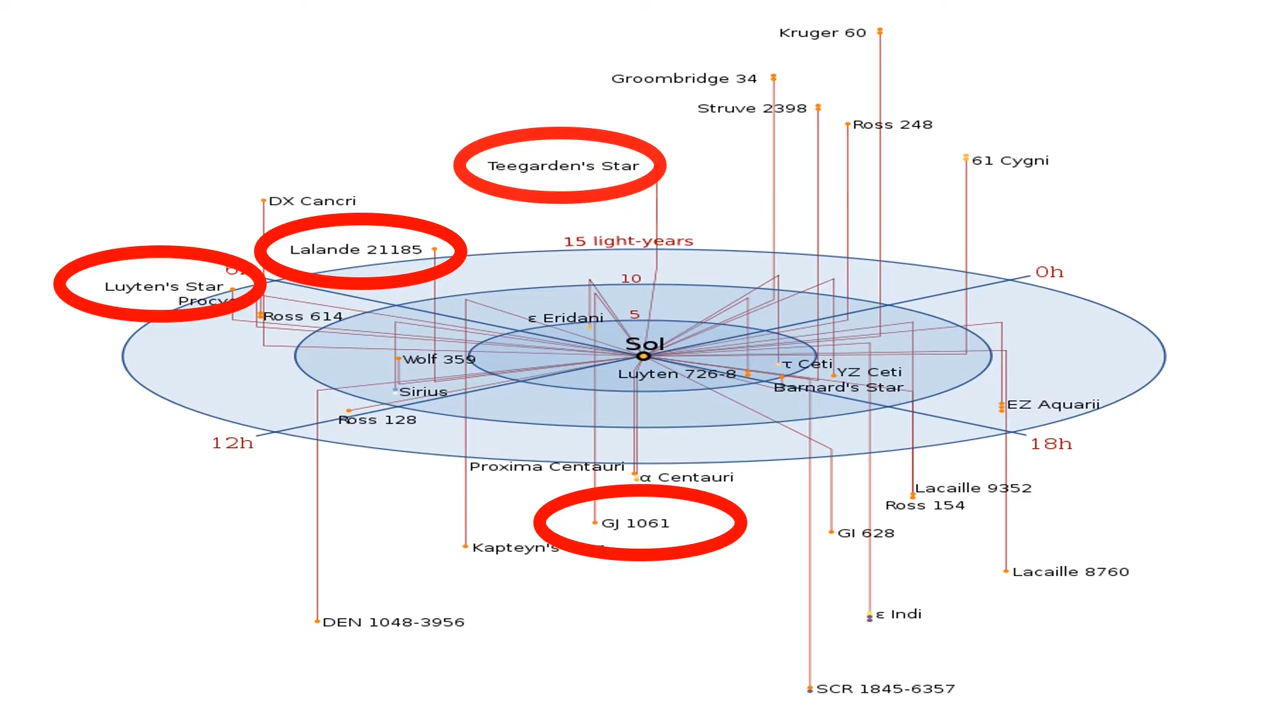 Kruger 60
Groombridge 34
Struve 2398
Ross 248
61 Cygni
Teegarden's Star
DX Cancri
15 light-years
Lalande 21185
0h
10
Luyten's Star
Ross 614
5
ε Eridani
Sol
Wolf 359
τ Ceti
YZ Ceti
Luyten 726-8
Barnard's Star
Sirius
EZ Aquarii
Ross 128
12h
18h
Proxima Centauri
α Centauri
Lacaille 9352
Ross 154
GJ 1061
GI 628
Kapteyn's
Lacaille 8760
ε Indi
DEN 1048-3956
SCR 1845-6357